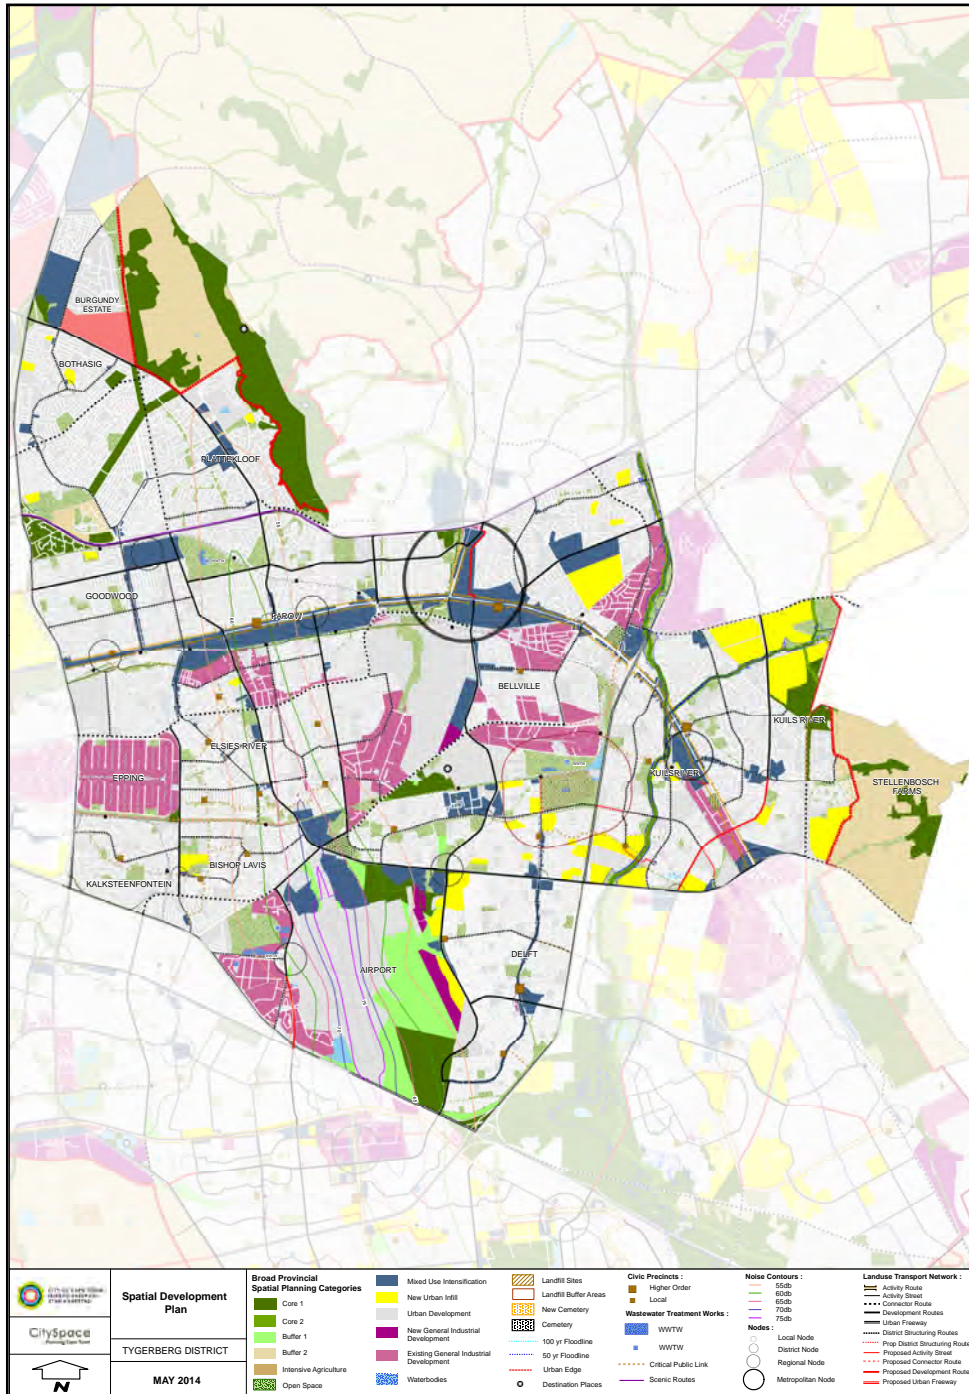 BURGUNDY
ESTATE
BOTHASIG
PLATTEKLOOF
GOODWOOD
PAROW
BELLVILLE
KUILS RIVER
ELSIES RIVER
KUILSRIVER
EPPING
STELLENBOSCH
FARMS
BISHOP LAVIS
KALKSTEENFONTEIN
DELFT
AIRPORT
CitySpace
N
Spatial Development
Plan
TYGERBERG DISTRICT
MAY 2014
Broad Provincial
Spatial Planning Categories
Core 1
Core 2
Buffer 1
Buffer 2
Intensive Agriculture
Open Space
Mixed Use Intensification
New Urban Infill
Urban Development
New General Industrial
Development
Existing General Industrial
Development
Waterbodies
Landfill Sites
Landfill Buffer Areas
New Cemetery
Cemetery
100 yr Floodline
50 yr Floodline
Urban Edge
Destination Places
Civic Precincts :
Higher Order
Local
Wastewater Treatment Works :
WWTW
WWTW
Critical Public Link
Scenic Routes
Noise Contours :
55db
60db
65db
70db
75db
Nodes :
Local Node
District Node
Regional Node
Metropolitan Node
Landuse Transport Network :
Activity Route
Activity Street
Connector Route
Development Routes
Urban Freeway
District Structuring Routes
Prop District Structuring Route
Proposed Activity Street
Proposed Connector Route
Proposed Development Route
Proposed Urban Freeway